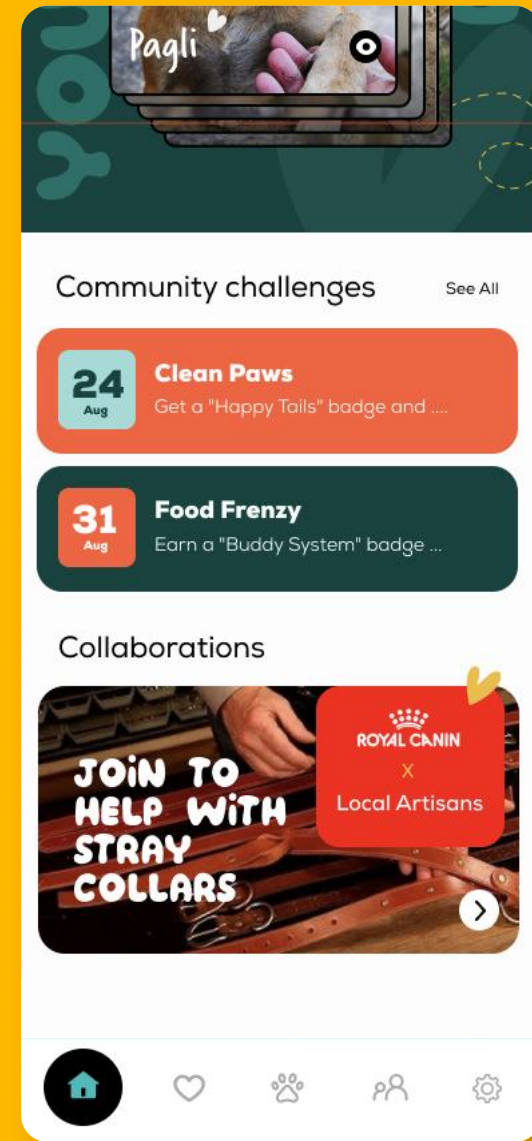 YOU
Pagli
Community challenges
See All
24
Aug
Clean Paws
Get a "Happy Tails" badge and ....
31
Aug
Food Frenzy
Earn a "Buddy System" badge ...
Collaborations
JOiN TO
HELP WiTH
STRAY
COLLARS
ROYAL CANIN
X
Local Artisans